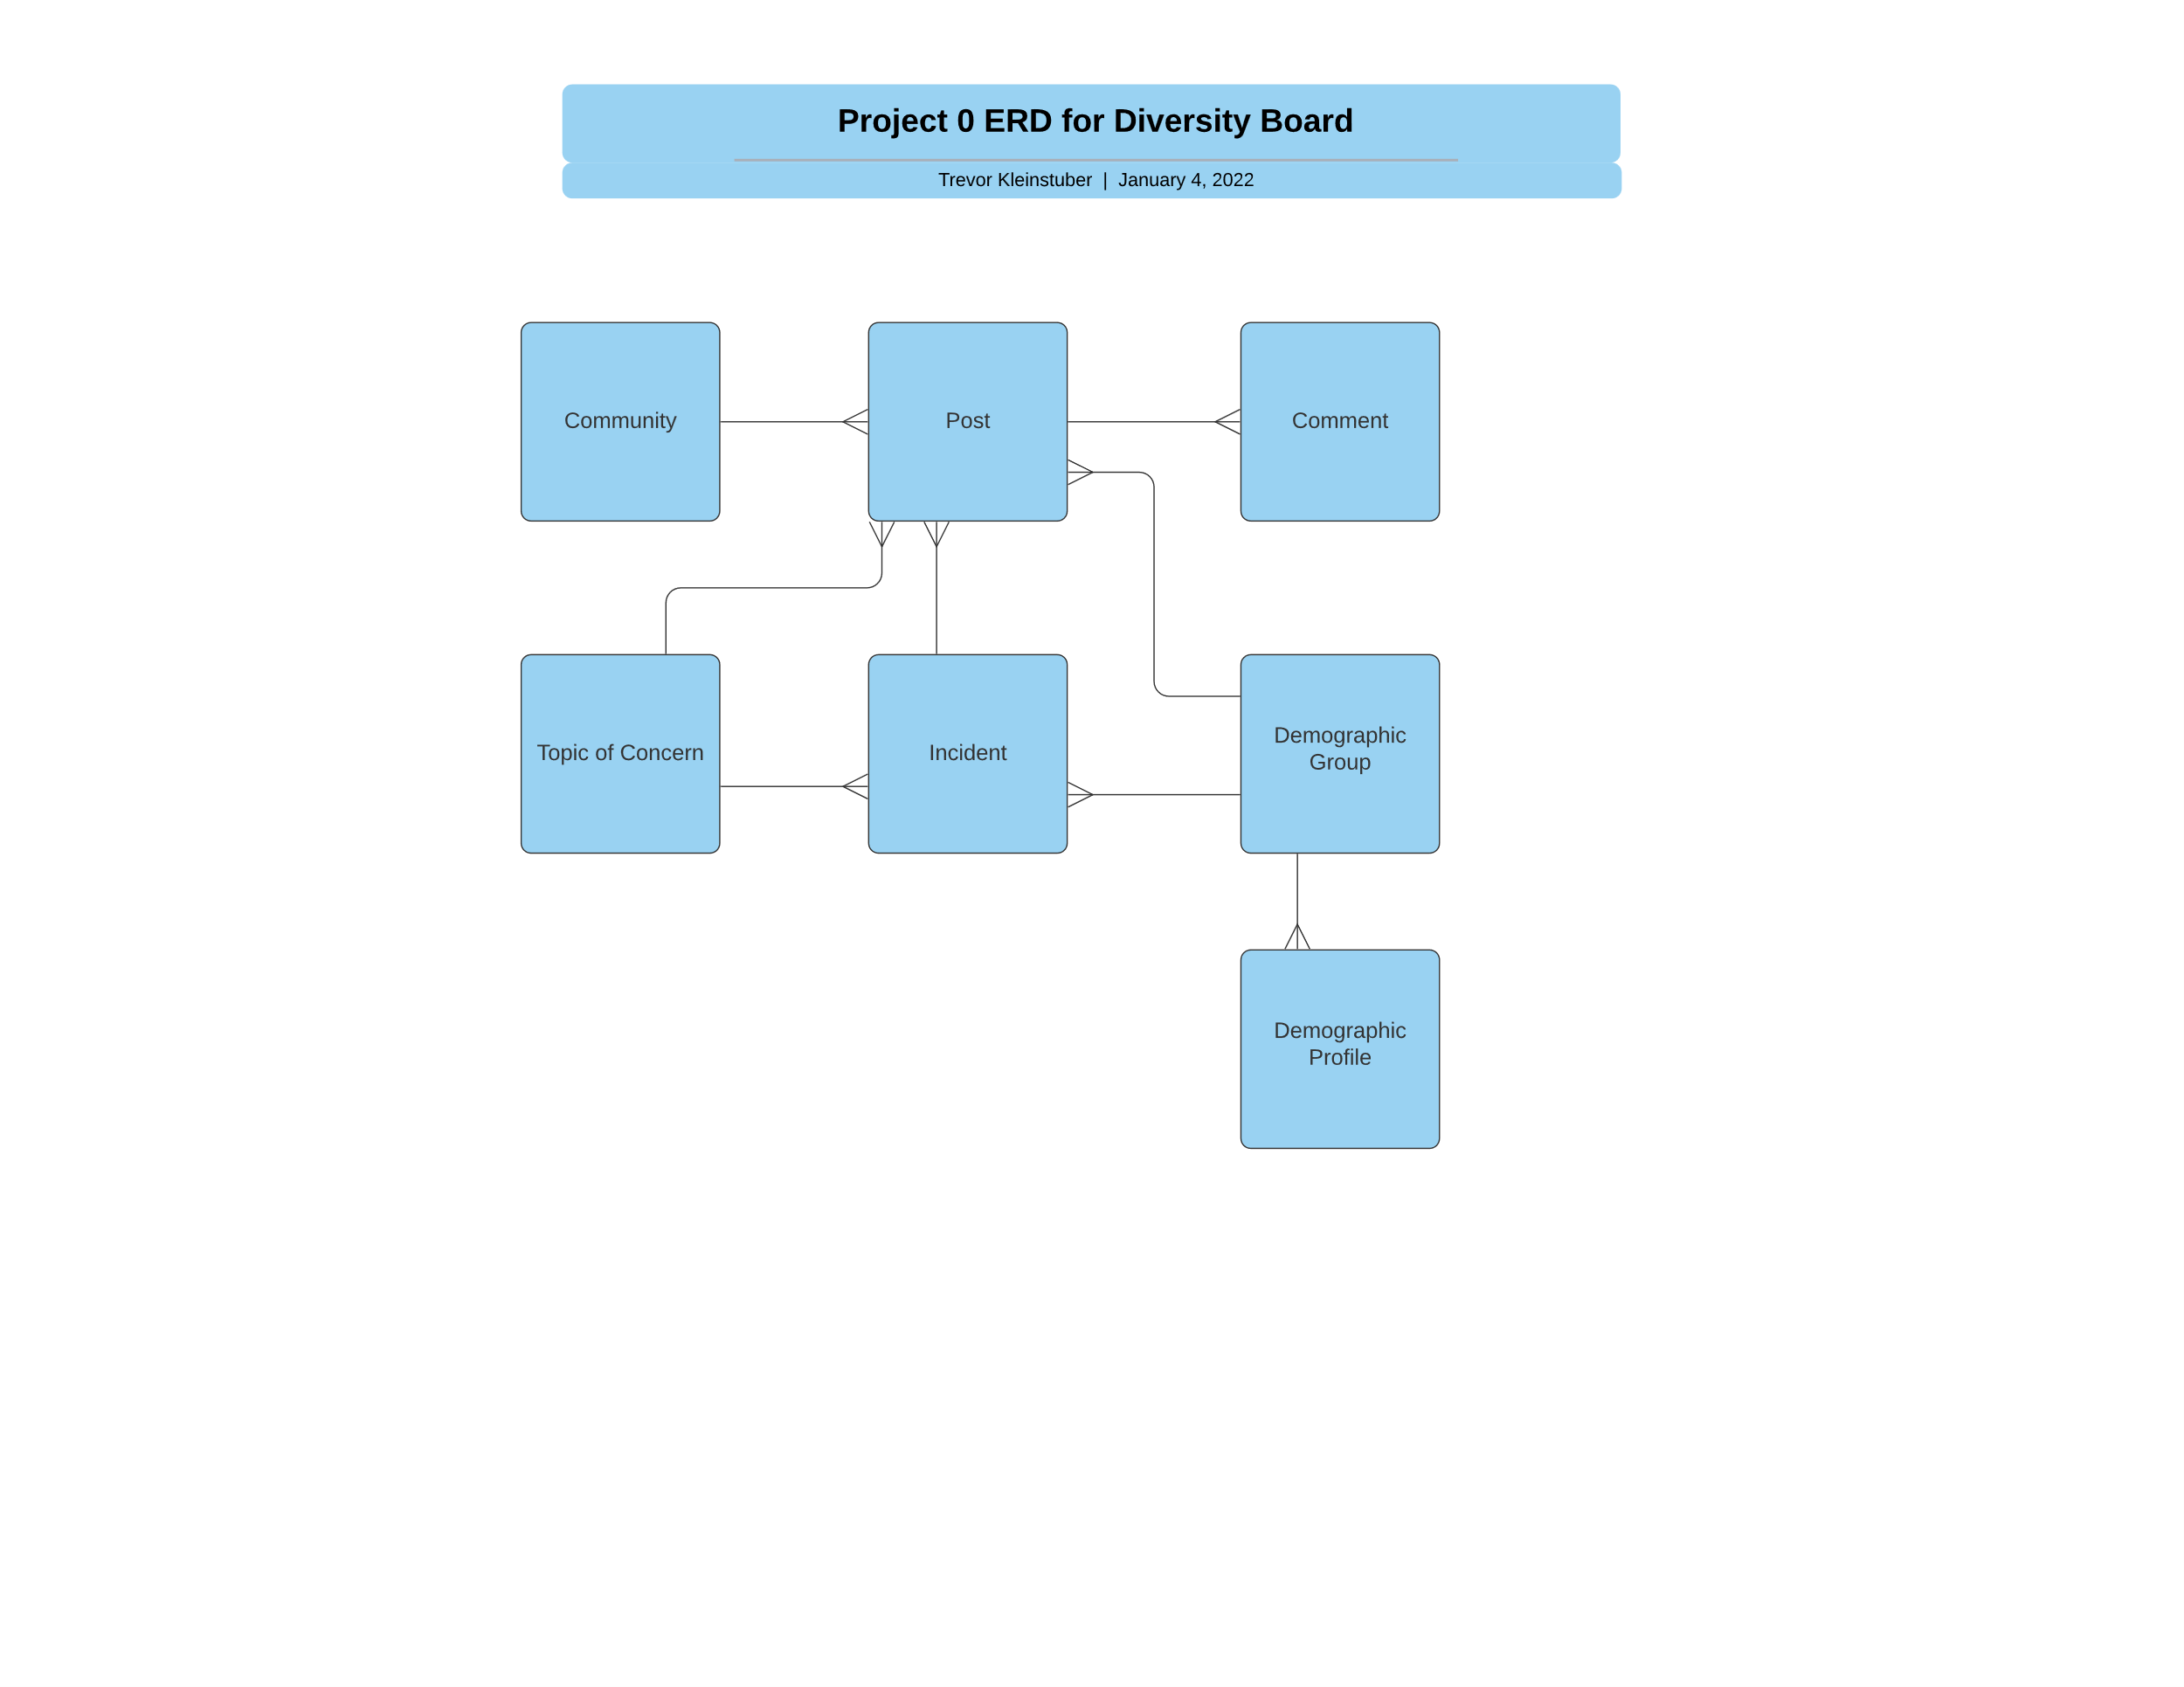 Project 0 ERD for Diversity Board
Trevor Kleinstuber | January 4, 2022
Community
Post
Comment
Topic of Concern
Incident
Demographic
Group
Demographic
Profile